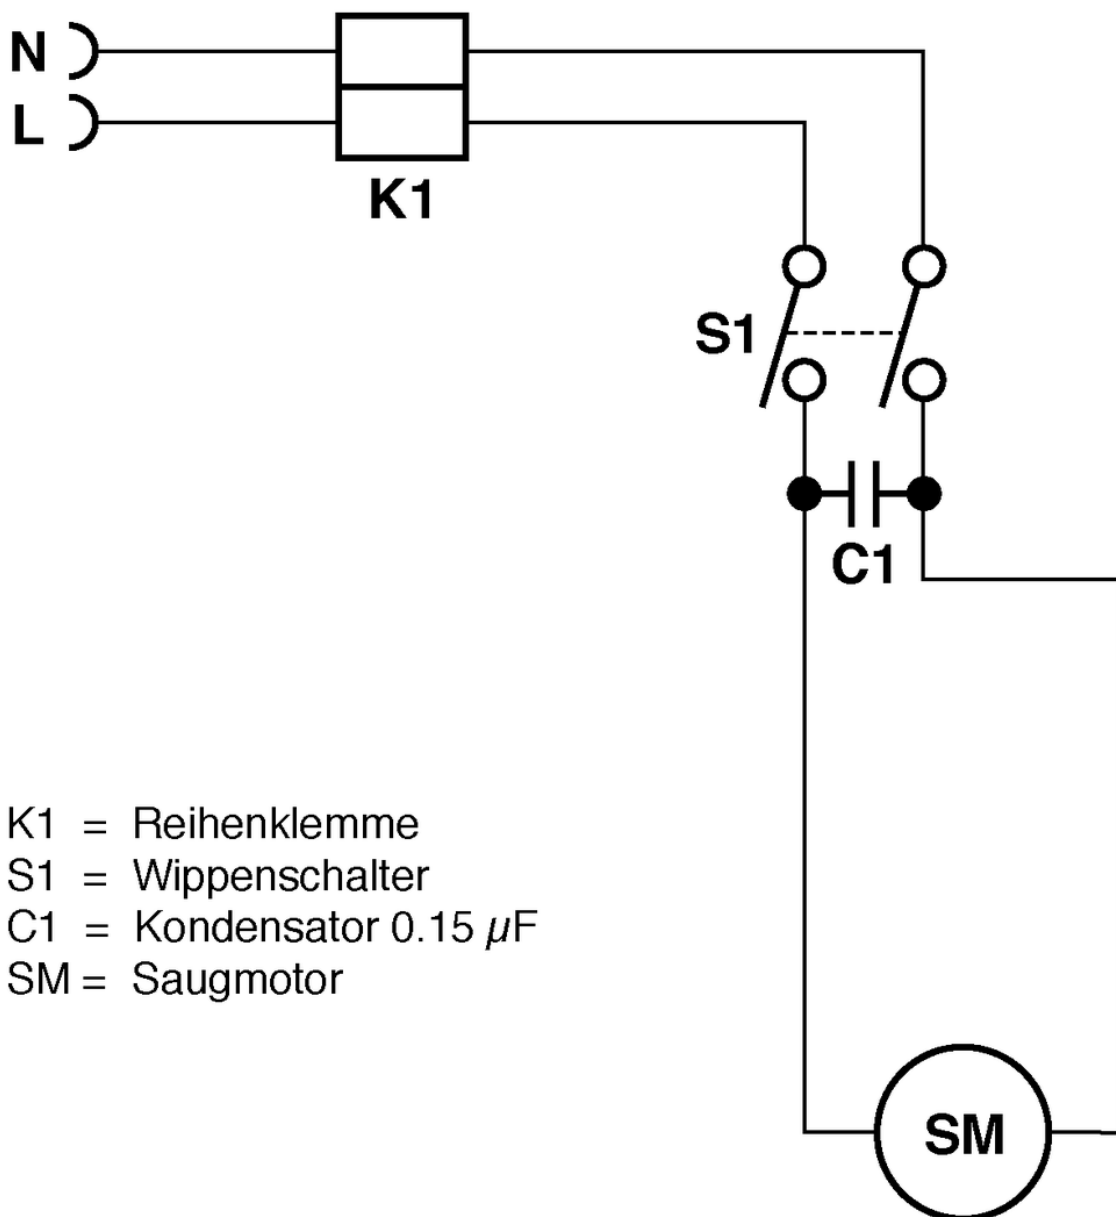 N
L
K1
S1
C1
K1 = Reihenklemme
S1 = Wippenschalter
C1 = Kondensator 0.15 µF
SM = Saugmotor
SM